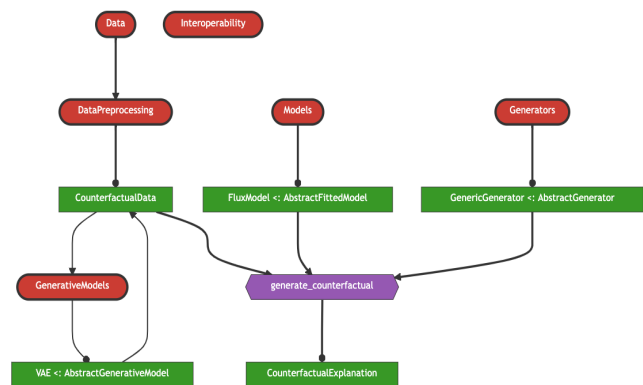 Data
Interoperability
DataPreprocessing
Models
Generators
CounterfactualData
FluxModel <: AbstractFittedModel
GenericGenerator <: AbstractGenerator
GenerativeModels
generate_counterfactual
VAE <: AbstractGenerativeModel
CounterfactualExplanation